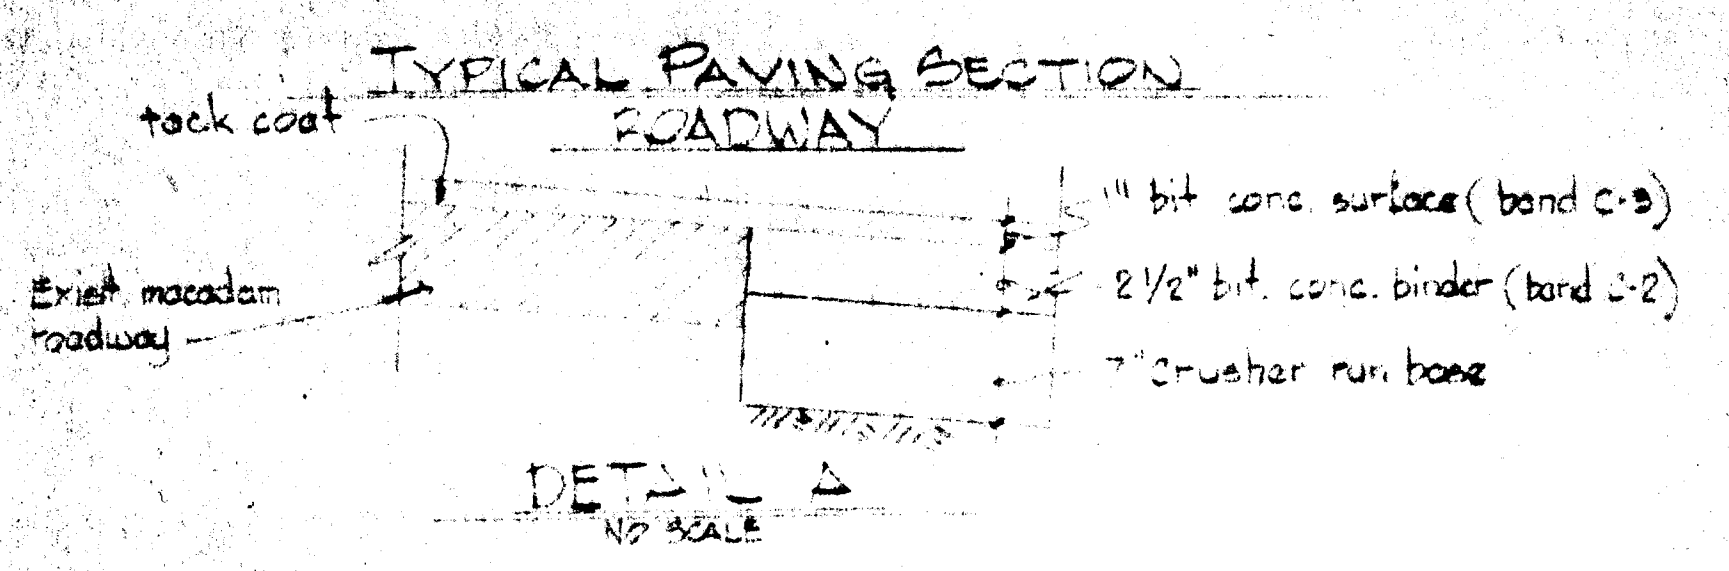 TYPICAL PAVING SECTION
ROADWAY
tack coat
1" bit conc. surface (band C-3)
Exist. macadam
roadway
2 1/2" bit. conc. binder (band C-2)
7" Crusher run base
DETAIL A
NO SCALE